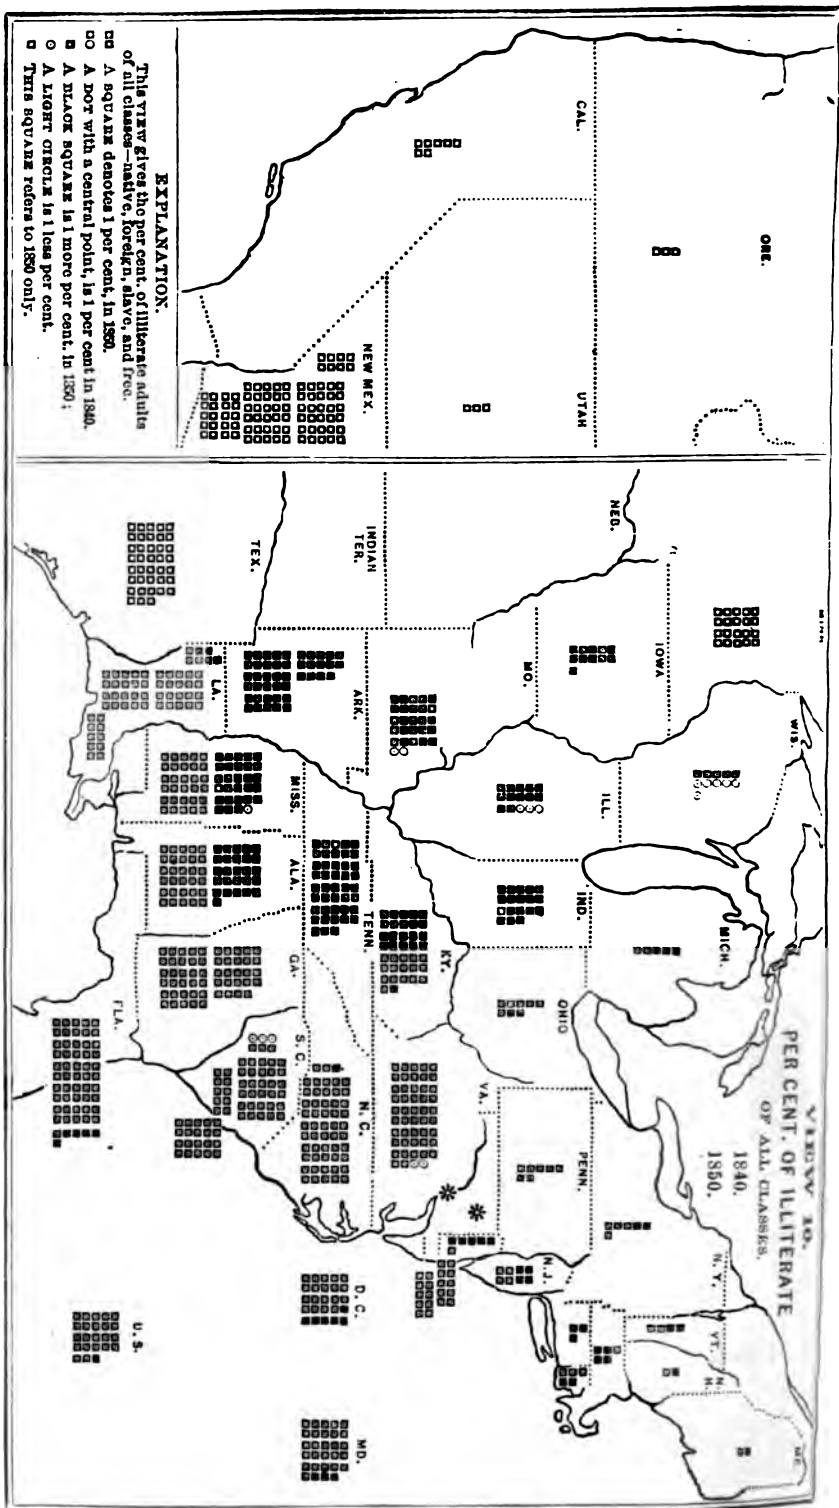 VIEW 10.
PER CENT. OF ILLITERATE
OF ALL CLASSES.
1840.
1850.
CAL.
ORE.
UTAH
NEW MEX.
EXPLANATION.
This VIEW gives the per cent. of illiterate adults
of all classes—native, foreign, slave, and free.
A SQUARE denotes 1 per cent. in 1850.
A DOT with a central point, is 1 per cent in 1840.
A BLACK SQUARE is 1 more per cent. in 1850;
A LIGHT CIRCLE is 1 less per cent.
THIS SQUARE refers to 1850 only.
NEB.
IOWA
WIS.
MICH.
MO.
ILL.
IND.
OHIO
PENN.
N. Y.
VT.
N. H.
ME.
N. J.
INDIAN
TER.
ARK.
TENN.
KY.
VA.
N. C.
S. C.
TEX.
LA.
MISS.
ALA.
GA.
FLA.
D. C.
MD.
U. S.